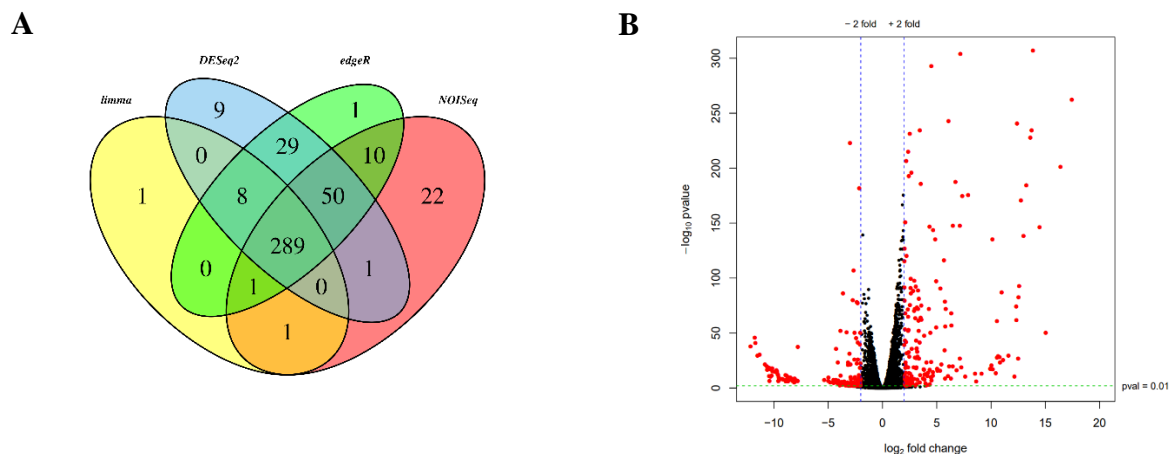 A
limma
DESeq2
edgeR
NOISeq
9
1
0
29
10
1
8
50
22
289
0
1
0
1
1
B
− 2 fold
+ 2 fold
−log10 pvalue
300
250
200
150
100
50
0
pval = 0.01
−10
−5
0
5
10
15
20
log2 fold change